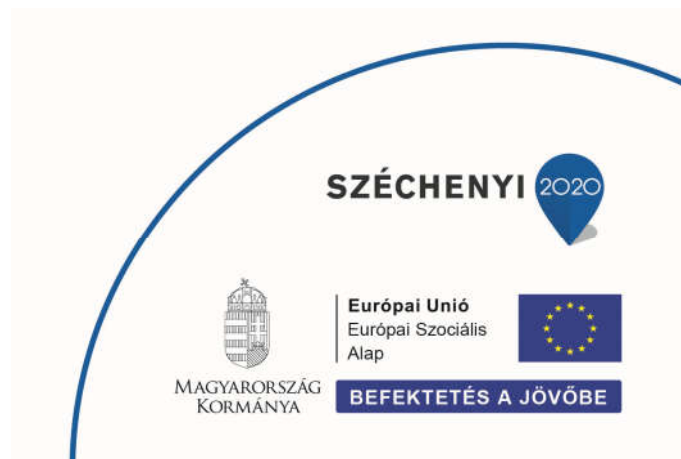 SZÉCHENYI 2020
Európai Unió
Európai Szociális
Alap
MAGYARORSZÁG
KORMÁNYA
BEFEKTETÉS A JÖVŐBE